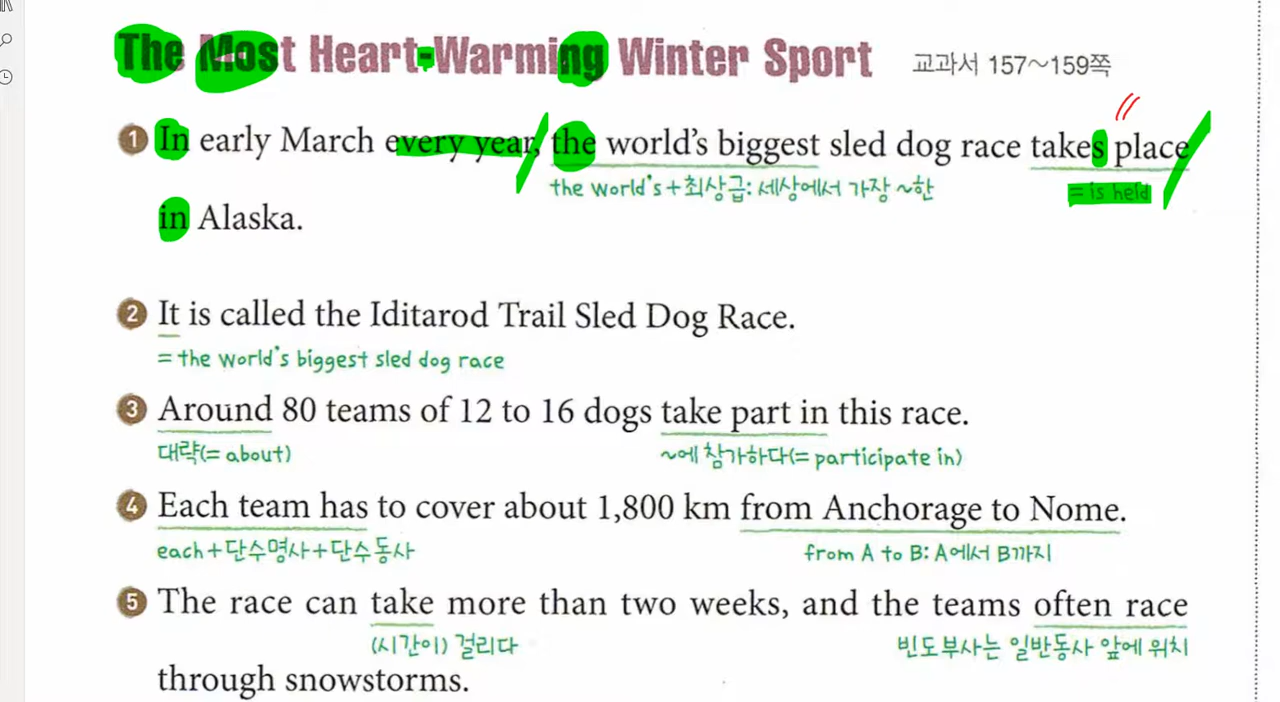 The Most Heart-Warming Winter Sport 교과서 157~159쪽
1 In early March every year, the world's biggest sled dog race takes place
the world's+최상급: 세상에서 가장 ~한 = is held
in Alaska.
2 It is called the Iditarod Trail Sled Dog Race.
= the world's biggest sled dog race
3 Around 80 teams of 12 to 16 dogs take part in this race.
대략(= about) ~에 참가하다(= participate in)
4 Each team has to cover about 1,800 km from Anchorage to Nome.
each+단수명사+단수동사 from A to B: A에서 B까지
5 The race can take more than two weeks, and the teams often race
(시간이) 걸리다 빈도부사는 일반동사 앞에 위치
through snowstorms.